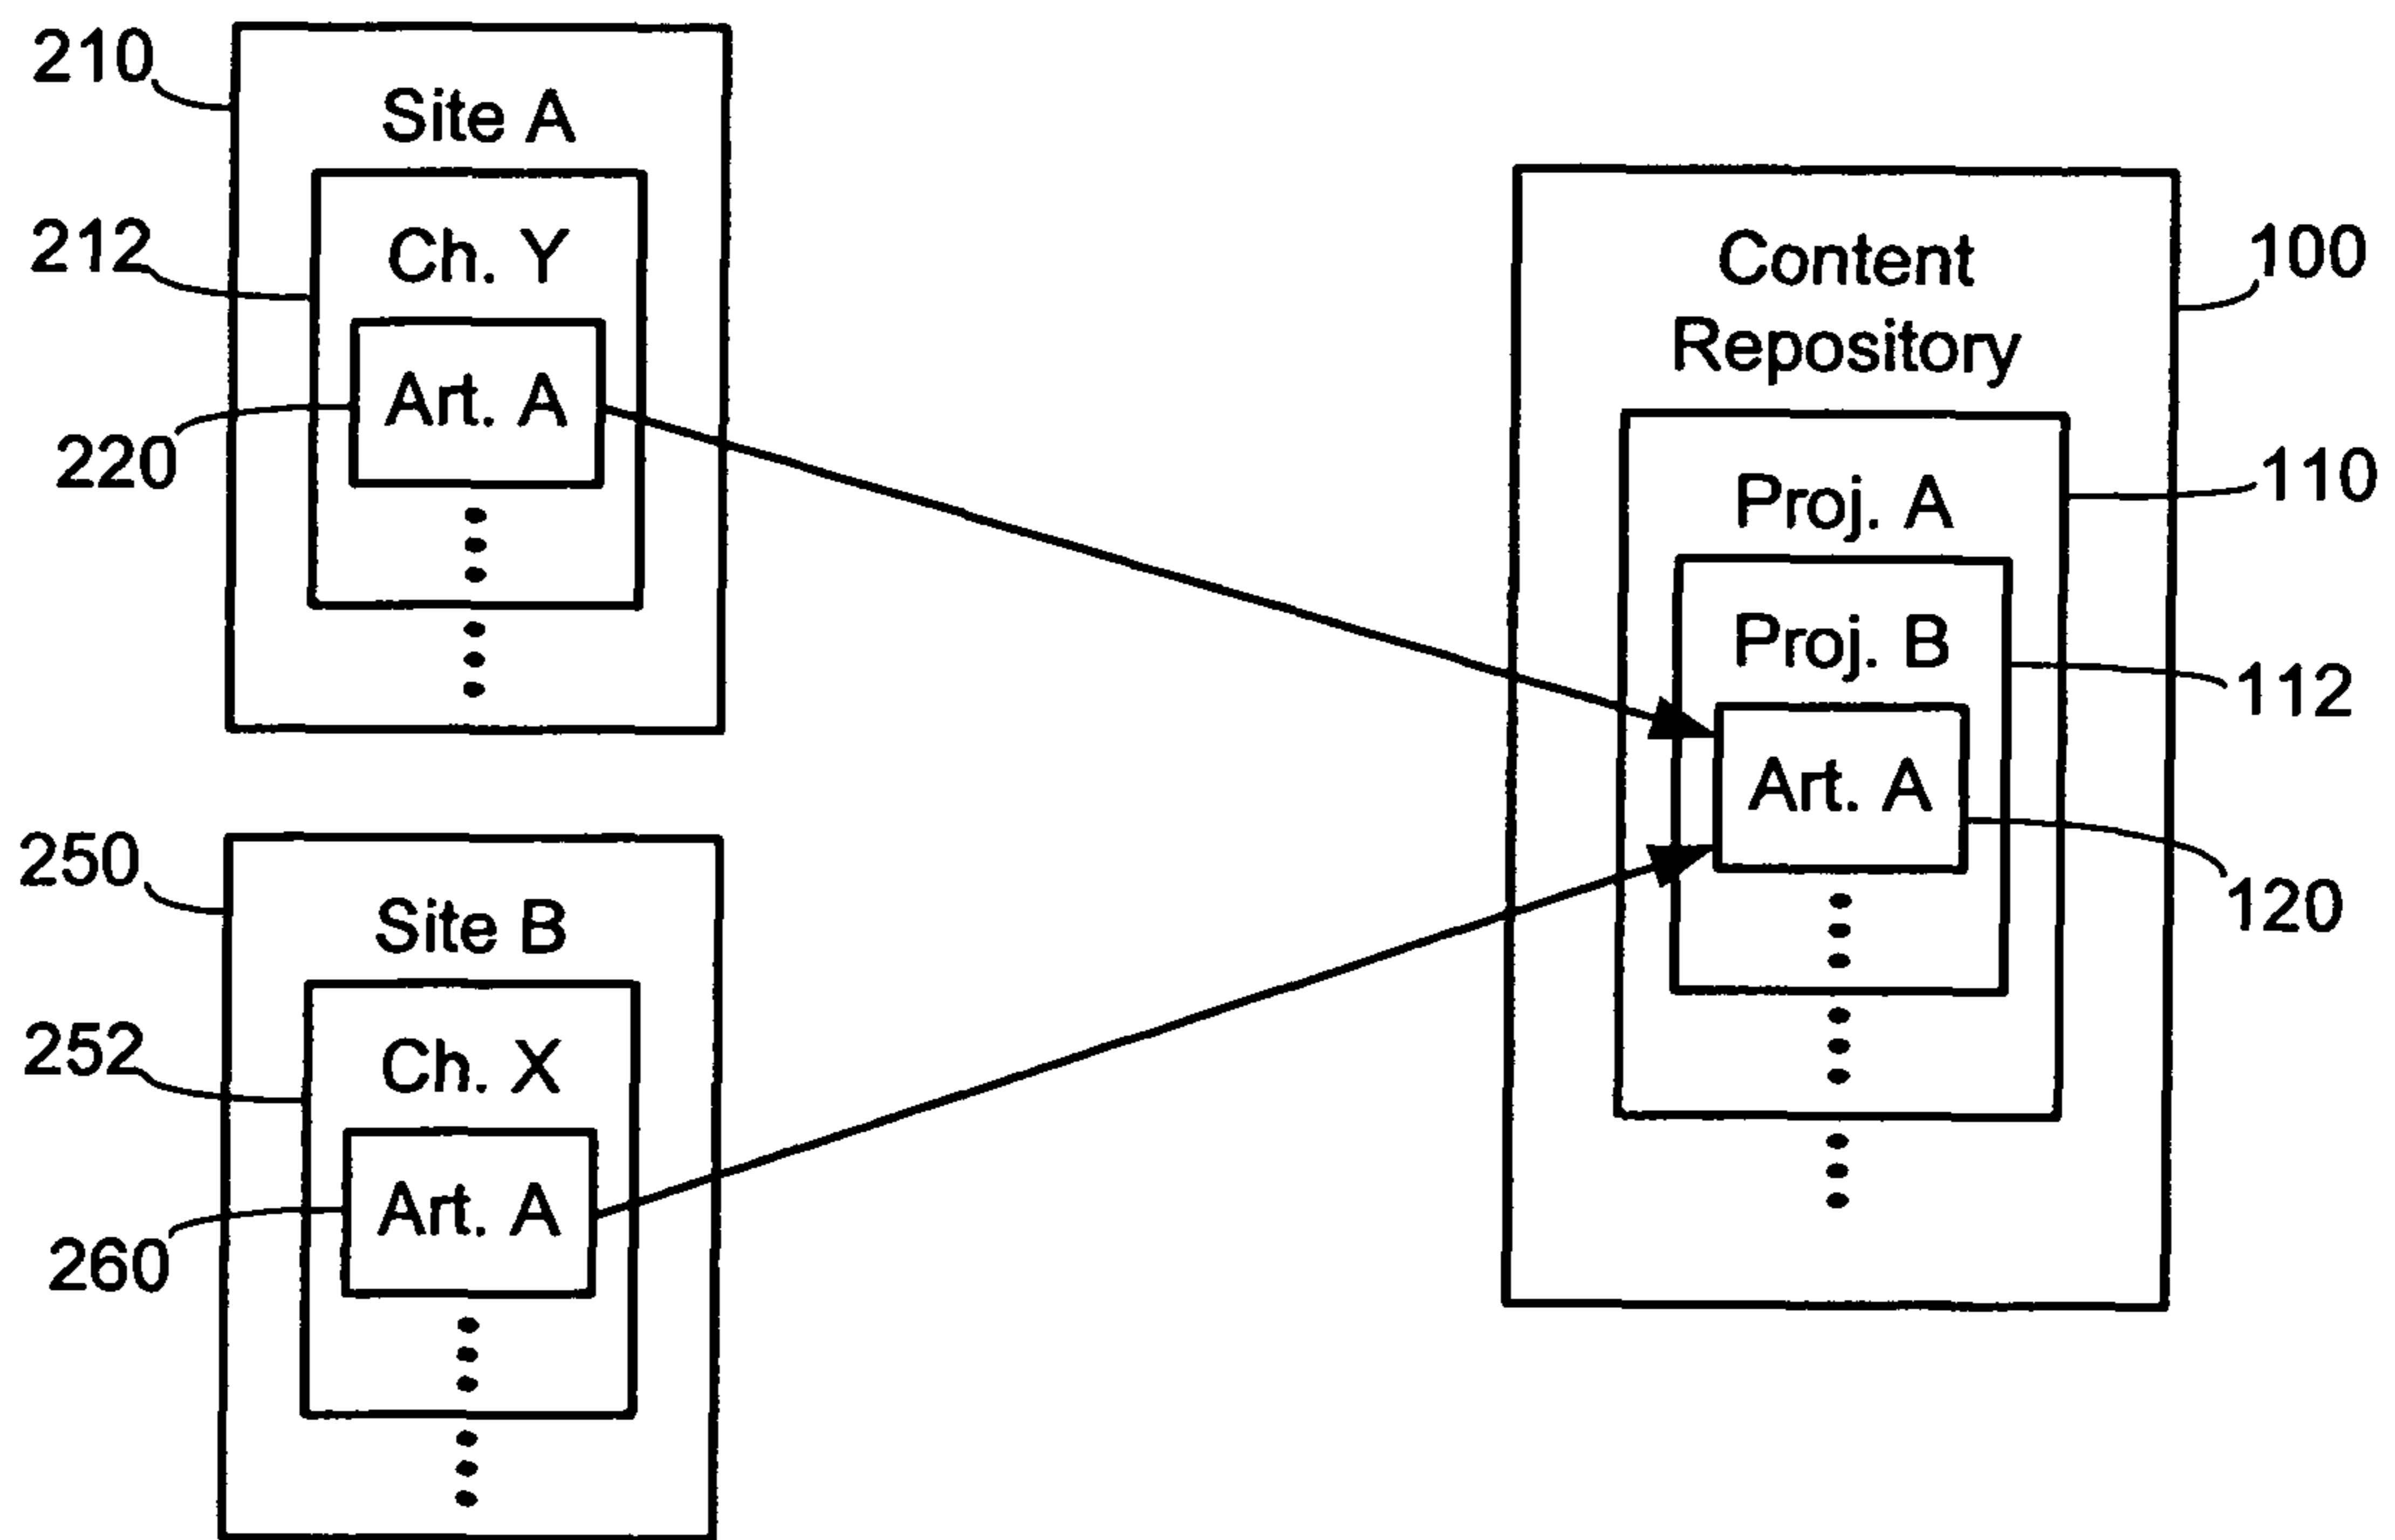 210
Site A
212
Ch. Y
220
Art. A
250
Site B
252
Ch. X
260
Art. A
Content
Repository
100
Proj. A
110
Proj. B
112
Art. A
120